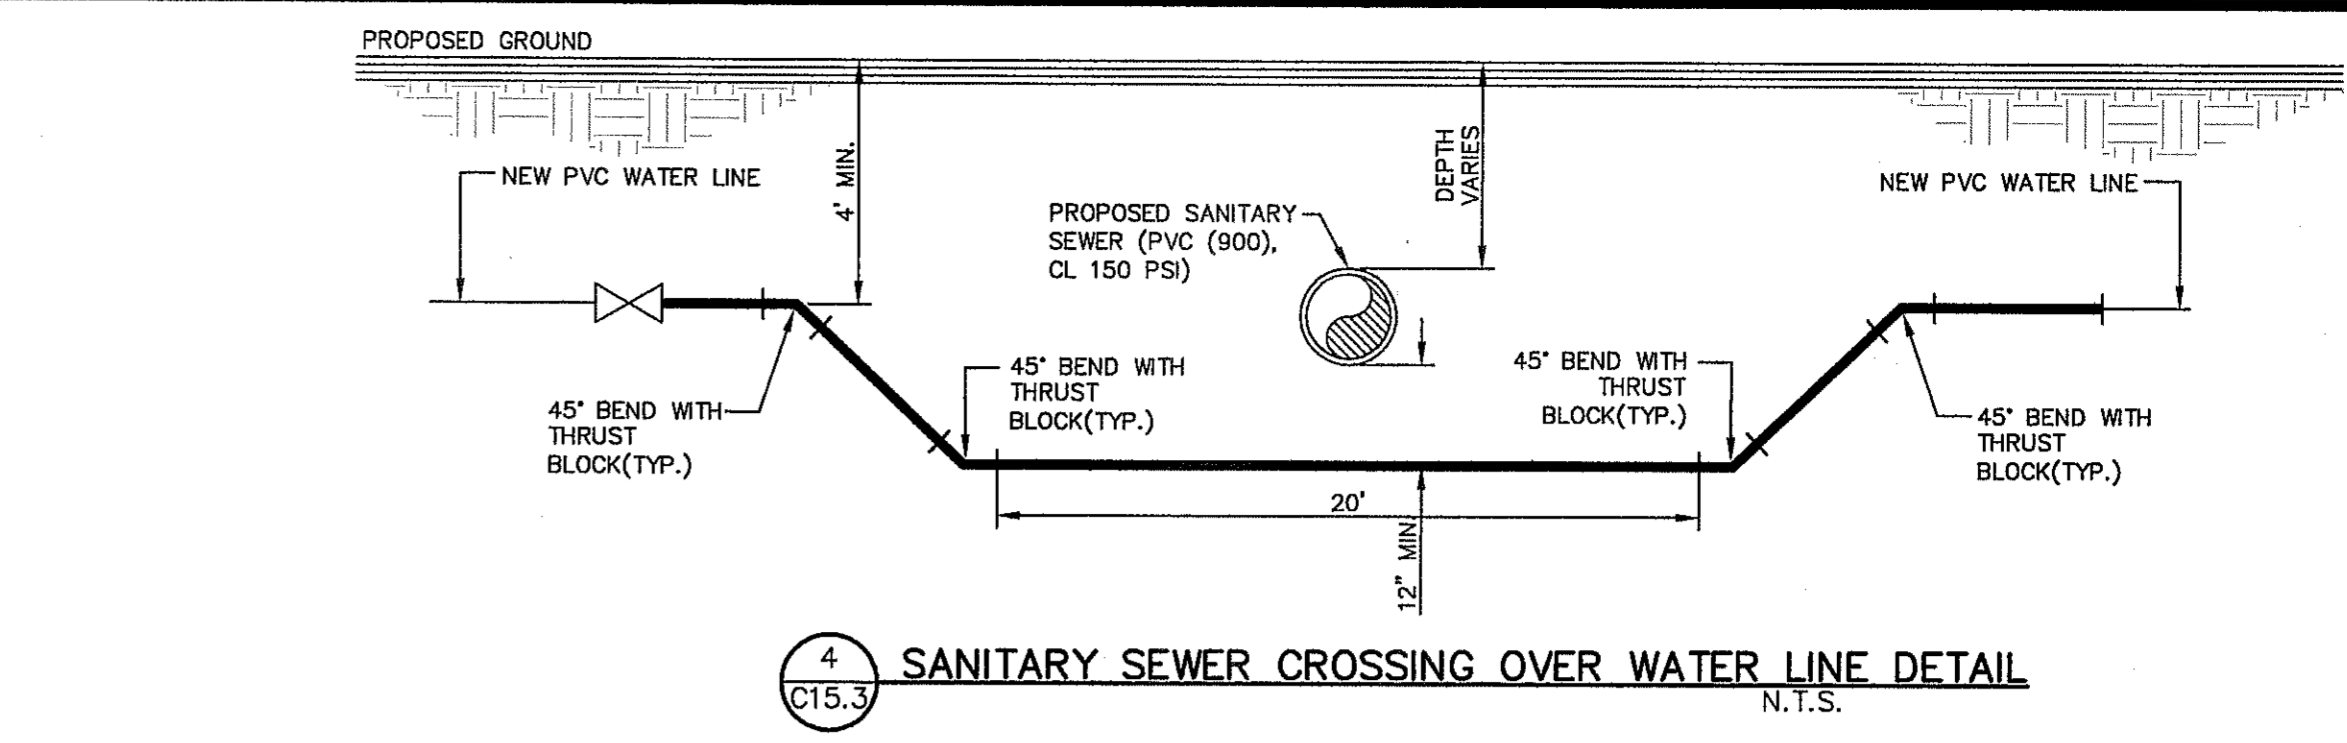 PROPOSED GROUND
NEW PVC WATER LINE
4' MIN.
DEPTH
VARIES
NEW PVC WATER LINE
PROPOSED SANITARY
SEWER (PVC (900),
CL 150 PSI)
45° BEND WITH
THRUST
BLOCK(TYP.)
45° BEND WITH
THRUST
BLOCK(TYP.)
45° BEND WITH
THRUST
BLOCK(TYP.)
45° BEND WITH
THRUST
BLOCK(TYP.)
20'
12" MIN.
4
C15.3
SANITARY SEWER CROSSING OVER WATER LINE DETAIL
N.T.S.